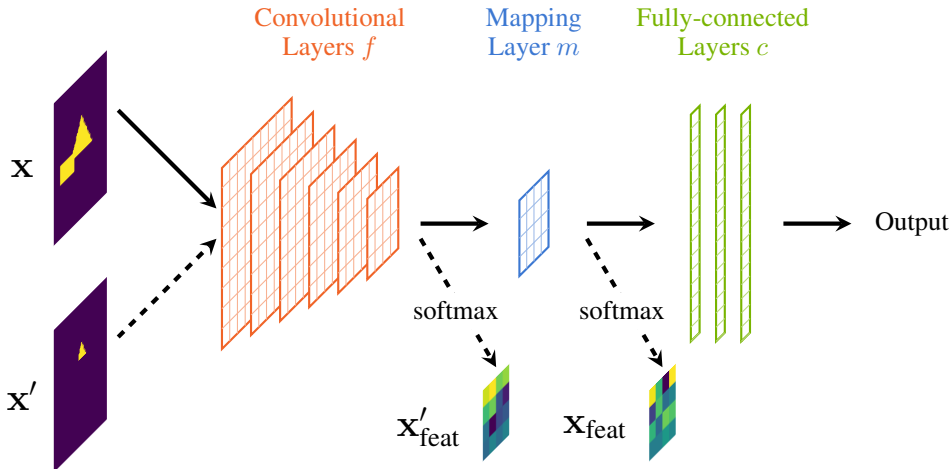 Convolutional
Layers f
Mapping
Layer m
Fully-connected
Layers c
x
Output
softmax
softmax
x′
x′feat
xfeat